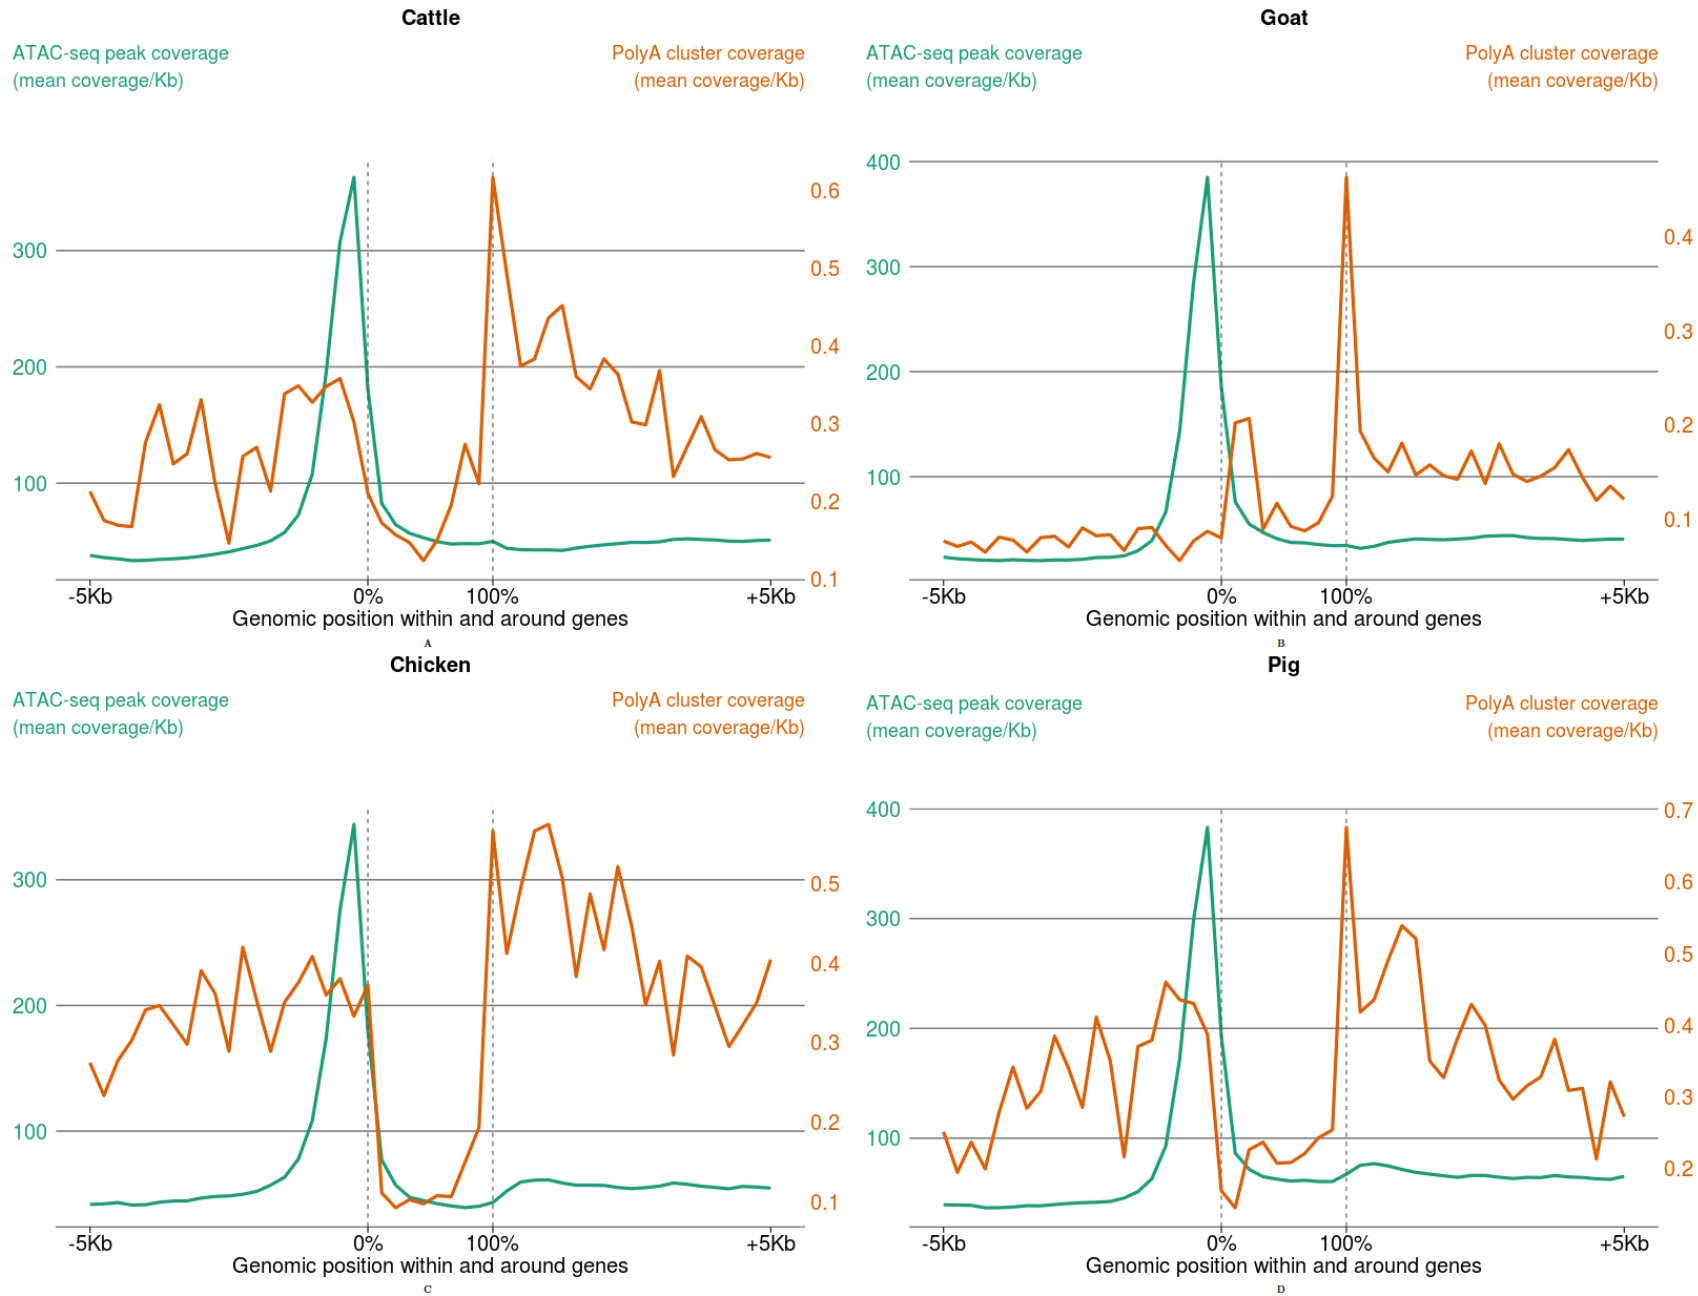 Cattle
ATAC-seq peak coverage
(mean coverage/Kb)
PolyA cluster coverage
(mean coverage/Kb)
300
200
100
0.6
0.5
0.4
0.3
0.2
0.1
-5Kb 0% 100% +5Kb
Genomic position within and around genes
A
Goat
ATAC-seq peak coverage
(mean coverage/Kb)
PolyA cluster coverage
(mean coverage/Kb)
400
300
200
100
0.4
0.3
0.2
0.1
-5Kb 0% 100% +5Kb
Genomic position within and around genes
B
Chicken
ATAC-seq peak coverage
(mean coverage/Kb)
PolyA cluster coverage
(mean coverage/Kb)
300
200
100
0.5
0.4
0.3
0.2
0.1
-5Kb 0% 100% +5Kb
Genomic position within and around genes
C
Pig
ATAC-seq peak coverage
(mean coverage/Kb)
PolyA cluster coverage
(mean coverage/Kb)
400
300
200
100
0.7
0.6
0.5
0.4
0.3
0.2
-5Kb 0% 100% +5Kb
Genomic position within and around genes
D